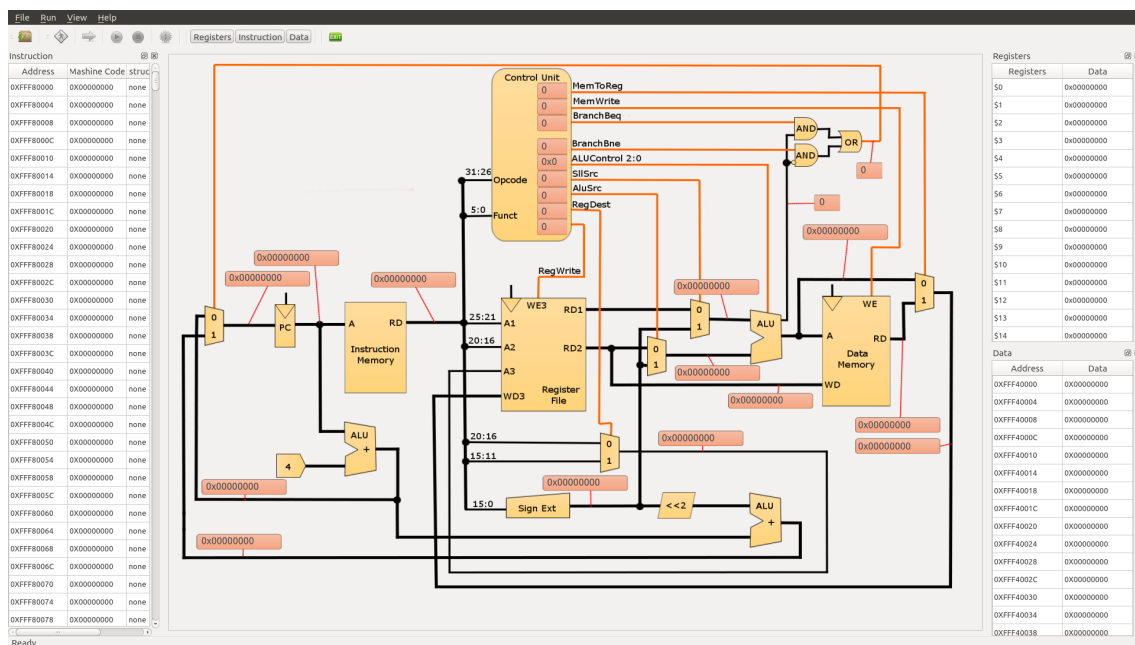 File Run View Help
Registers Instruction Data EXIT
Instruction
Address Mashine Code struc
0XFFF80000 0X00000000 none
0XFFF80004 0X00000000 none
0XFFF80008 0X00000000 none
0XFFF8000C 0X00000000 none
0XFFF80010 0X00000000 none
0XFFF80014 0X00000000 none
0XFFF80018 0X00000000 none
0XFFF8001C 0X00000000 none
0XFFF80020 0X00000000 none
0XFFF80024 0X00000000 none
0XFFF80028 0X00000000 none
0XFFF8002C 0X00000000 none
0XFFF80030 0X00000000 none
0XFFF80034 0X00000000 none
0XFFF80038 0X00000000 none
0XFFF8003C 0X00000000 none
0XFFF80040 0X00000000 none
0XFFF80044 0X00000000 none
0XFFF80048 0X00000000 none
0XFFF8004C 0X00000000 none
0XFFF80050 0X00000000 none
0XFFF80054 0X00000000 none
0XFFF80058 0X00000000 none
0XFFF8005C 0X00000000 none
0XFFF80060 0X00000000 none
0XFFF80064 0X00000000 none
0XFFF80068 0X00000000 none
0XFFF8006C 0X00000000 none
0XFFF80070 0X00000000 none
0XFFF80074 0X00000000 none
0XFFF80078 0X00000000 none
Ready
Control Unit
0 MemToReg
0 MemWrite
0 BranchBeq
0 BranchBne
0x0 ALUControl 2:0
0 SllSrc
0 AluSrc
0 RegDest
0
31:26 Opcode
5:0 Funct
RegWrite
AND
AND
OR
0
0
0x00000000
0x00000000
0x00000000
0x00000000
0x00000000
0
1
PC
A RD
Instruction
Memory
WE3
25:21 A1 RD1
20:16 A2 RD2
A3
WD3
Register
File
0
1
0
1
ALU
0x00000000
0x00000000
WE
A RD
Data
Memory
WD
0
1
0x00000000
0x00000000
0x00000000
ALU
+
4
0x00000000
20:16 0
15:11 1
0x00000000
0x00000000
15:0 Sign Ext <<2 ALU
+
0x00000000
Registers
Registers Data
$0 0x00000000
$1 0x00000000
$2 0x00000000
$3 0x00000000
$4 0x00000000
$5 0x00000000
$6 0x00000000
$7 0x00000000
$8 0x00000000
$9 0x00000000
$10 0x00000000
$11 0x00000000
$12 0x00000000
$13 0x00000000
$14 0x00000000
Data
Address Data
0XFFF40000 0X00000000
0XFFF40004 0X00000000
0XFFF40008 0X00000000
0XFFF4000C 0X00000000
0XFFF40010 0X00000000
0XFFF40014 0X00000000
0XFFF40018 0X00000000
0XFFF4001C 0X00000000
0XFFF40020 0X00000000
0XFFF40024 0X00000000
0XFFF40028 0X00000000
0XFFF4002C 0X00000000
0XFFF40030 0X00000000
0XFFF40034 0X00000000
0XFFF40038 0X00000000